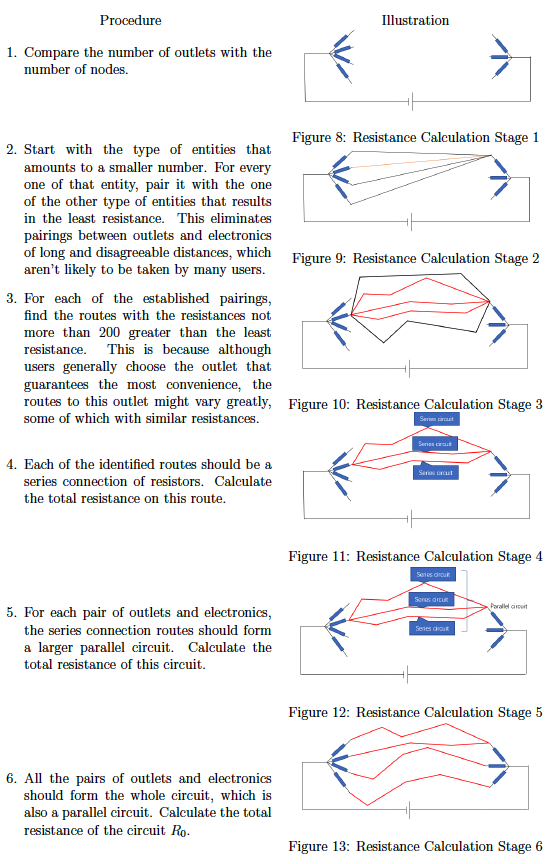 Procedure
Illustration
1. Compare the number of outlets with the
number of nodes.
Figure 8: Resistance Calculation Stage 1
2. Start with the type of entities that
amounts to a smaller number. For every
one of that entity, pair it with the one
of the other type of entities that results
in the least resistance. This eliminates
pairings between outlets and electronics
of long and disagreeable distances, which
aren't likely to be taken by many users.
Figure 9: Resistance Calculation Stage 2
3. For each of the established pairings,
find the routes with the resistances not
more than 200 greater than the least
resistance. This is because although
users generally choose the outlet that
guarantees the most convenience, the
routes to this outlet might vary greatly,
some of which with similar resistances.
Figure 10: Resistance Calculation Stage 3
4. Each of the identified routes should be a
series connection of resistors. Calculate
the total resistance on this route.
Series circuit
Series circuit
Series circuit
Figure 11: Resistance Calculation Stage 4
5. For each pair of outlets and electronics,
the series connection routes should form
a larger parallel circuit. Calculate the
total resistance of this circuit.
Series circuit
Series circuit
Series circuit
Parallel circuit
Figure 12: Resistance Calculation Stage 5
6. All the pairs of outlets and electronics
should form the whole circuit, which is
also a parallel circuit. Calculate the total
resistance of the circuit R₀.
Figure 13: Resistance Calculation Stage 6